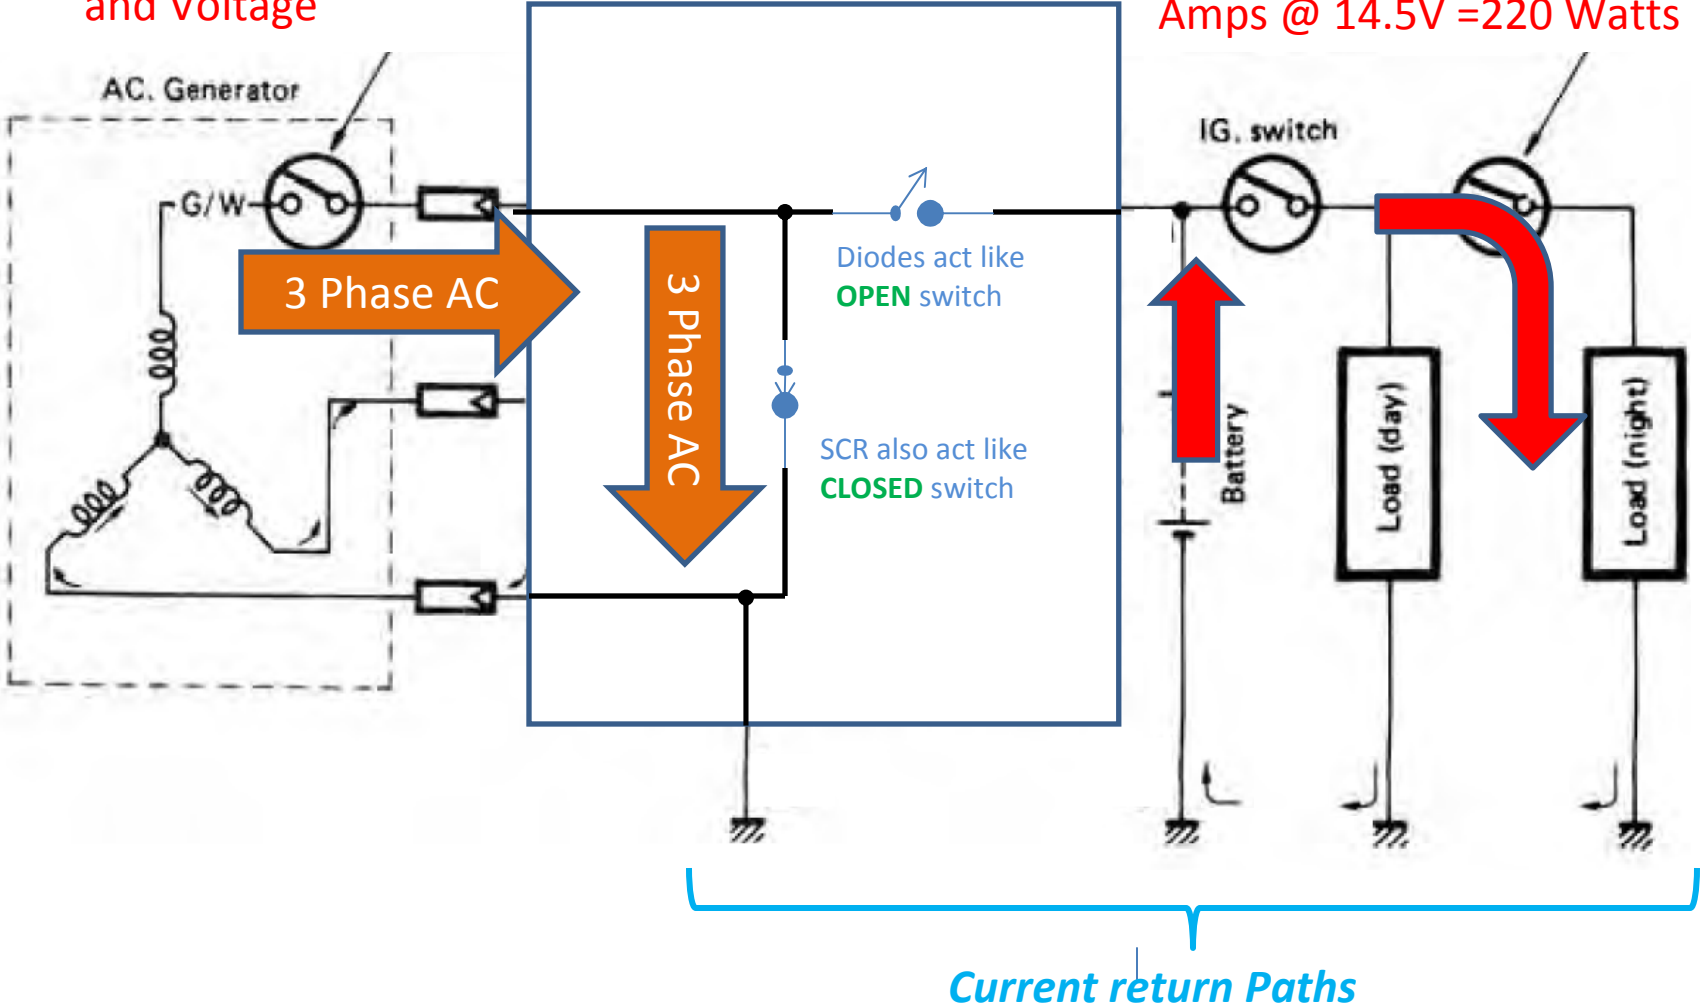 and Voltage
Amps @ 14.5V =220 Watts
AC. Generator
IG. switch
G/W
3 Phase AC
3 Phase AC
Diodes act like
OPEN switch
SCR also act like
CLOSED switch
Battery
Load (day)
Load (night)
Current return Paths